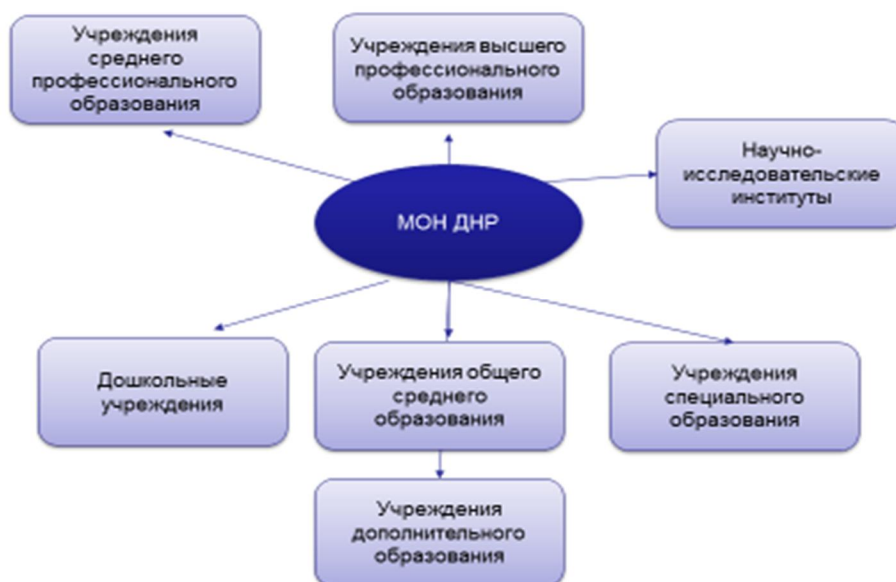 Учреждения
среднего
профессионального
образования
Учреждения высшего
профессионального
образования
Научно-
исследовательские
институты
МОН ДНР
Дошкольные
учреждения
Учреждения общего
среднего
образования
Учреждения
специального
образования
Учреждения
дополнительного
образования